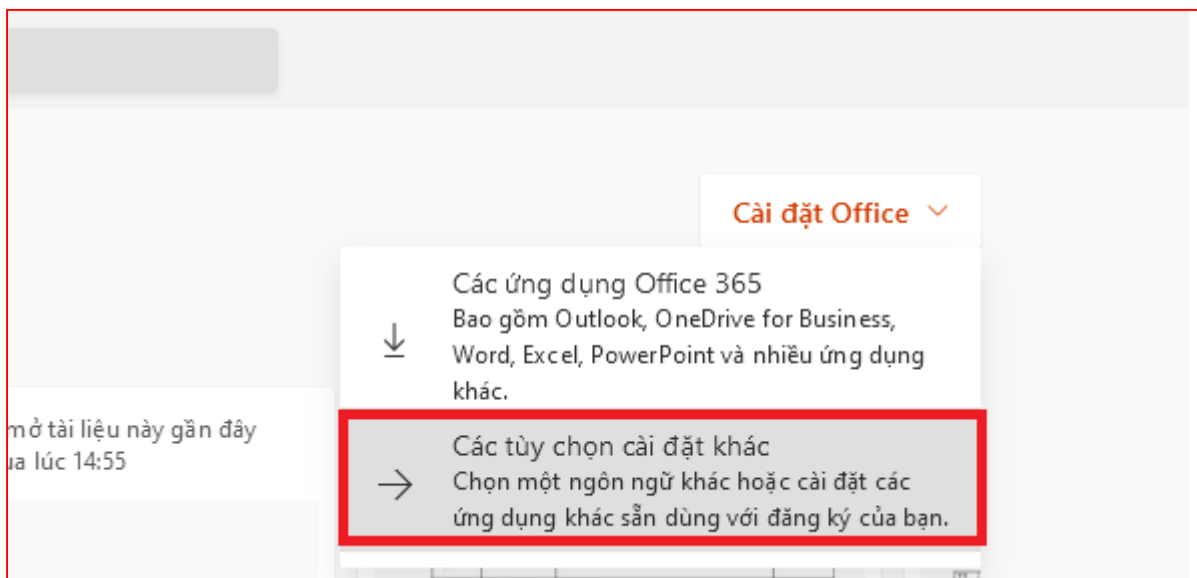 Cài đặt Office
Các ứng dụng Office 365
Bao gồm Outlook, OneDrive for Business,
Word, Excel, PowerPoint và nhiều ứng dụng
khác.
mở tài liệu này gần đây
lúc 14:55
Các tùy chọn cài đặt khác
Chọn một ngôn ngữ khác hoặc cài đặt các
ứng dụng khác sẵn dùng với đăng ký của bạn.